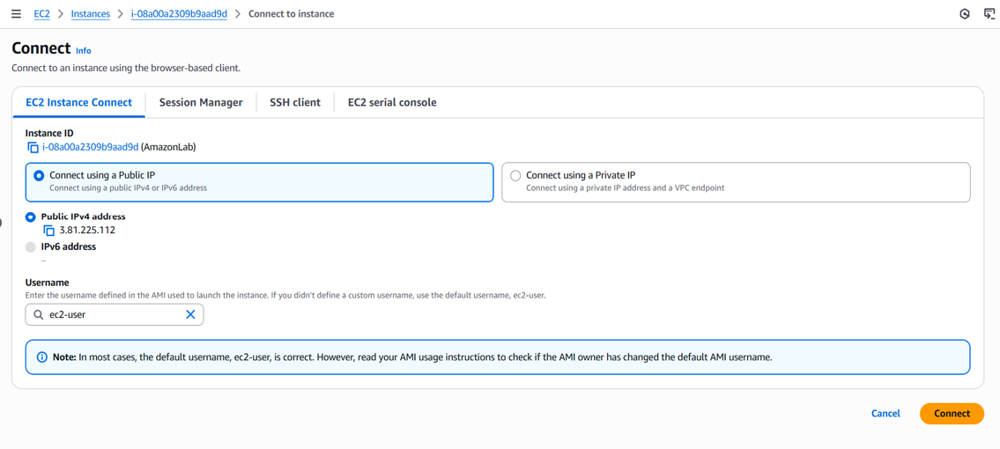 EC2 > Instances > i-08a00a2309b9aad9d > Connect to instance
Connect Info
Connect to an instance using the browser-based client.
EC2 Instance Connect Session Manager SSH client EC2 serial console
Instance ID
i-08a00a2309b9aad9d (AmazonLab)
Connect using a Public IP
Connect using a public IPv4 or IPv6 address
Connect using a Private IP
Connect using a private IP address and a VPC endpoint
Public IPv4 address
3.81.225.112
IPv6 address
–
Username
Enter the username defined in the AMI used to launch the instance. If you didn't define a custom username, use the default username, ec2-user.
ec2-user
Note: In most cases, the default username, ec2-user, is correct. However, read your AMI usage instructions to check if the AMI owner has changed the default AMI username.
Cancel Connect